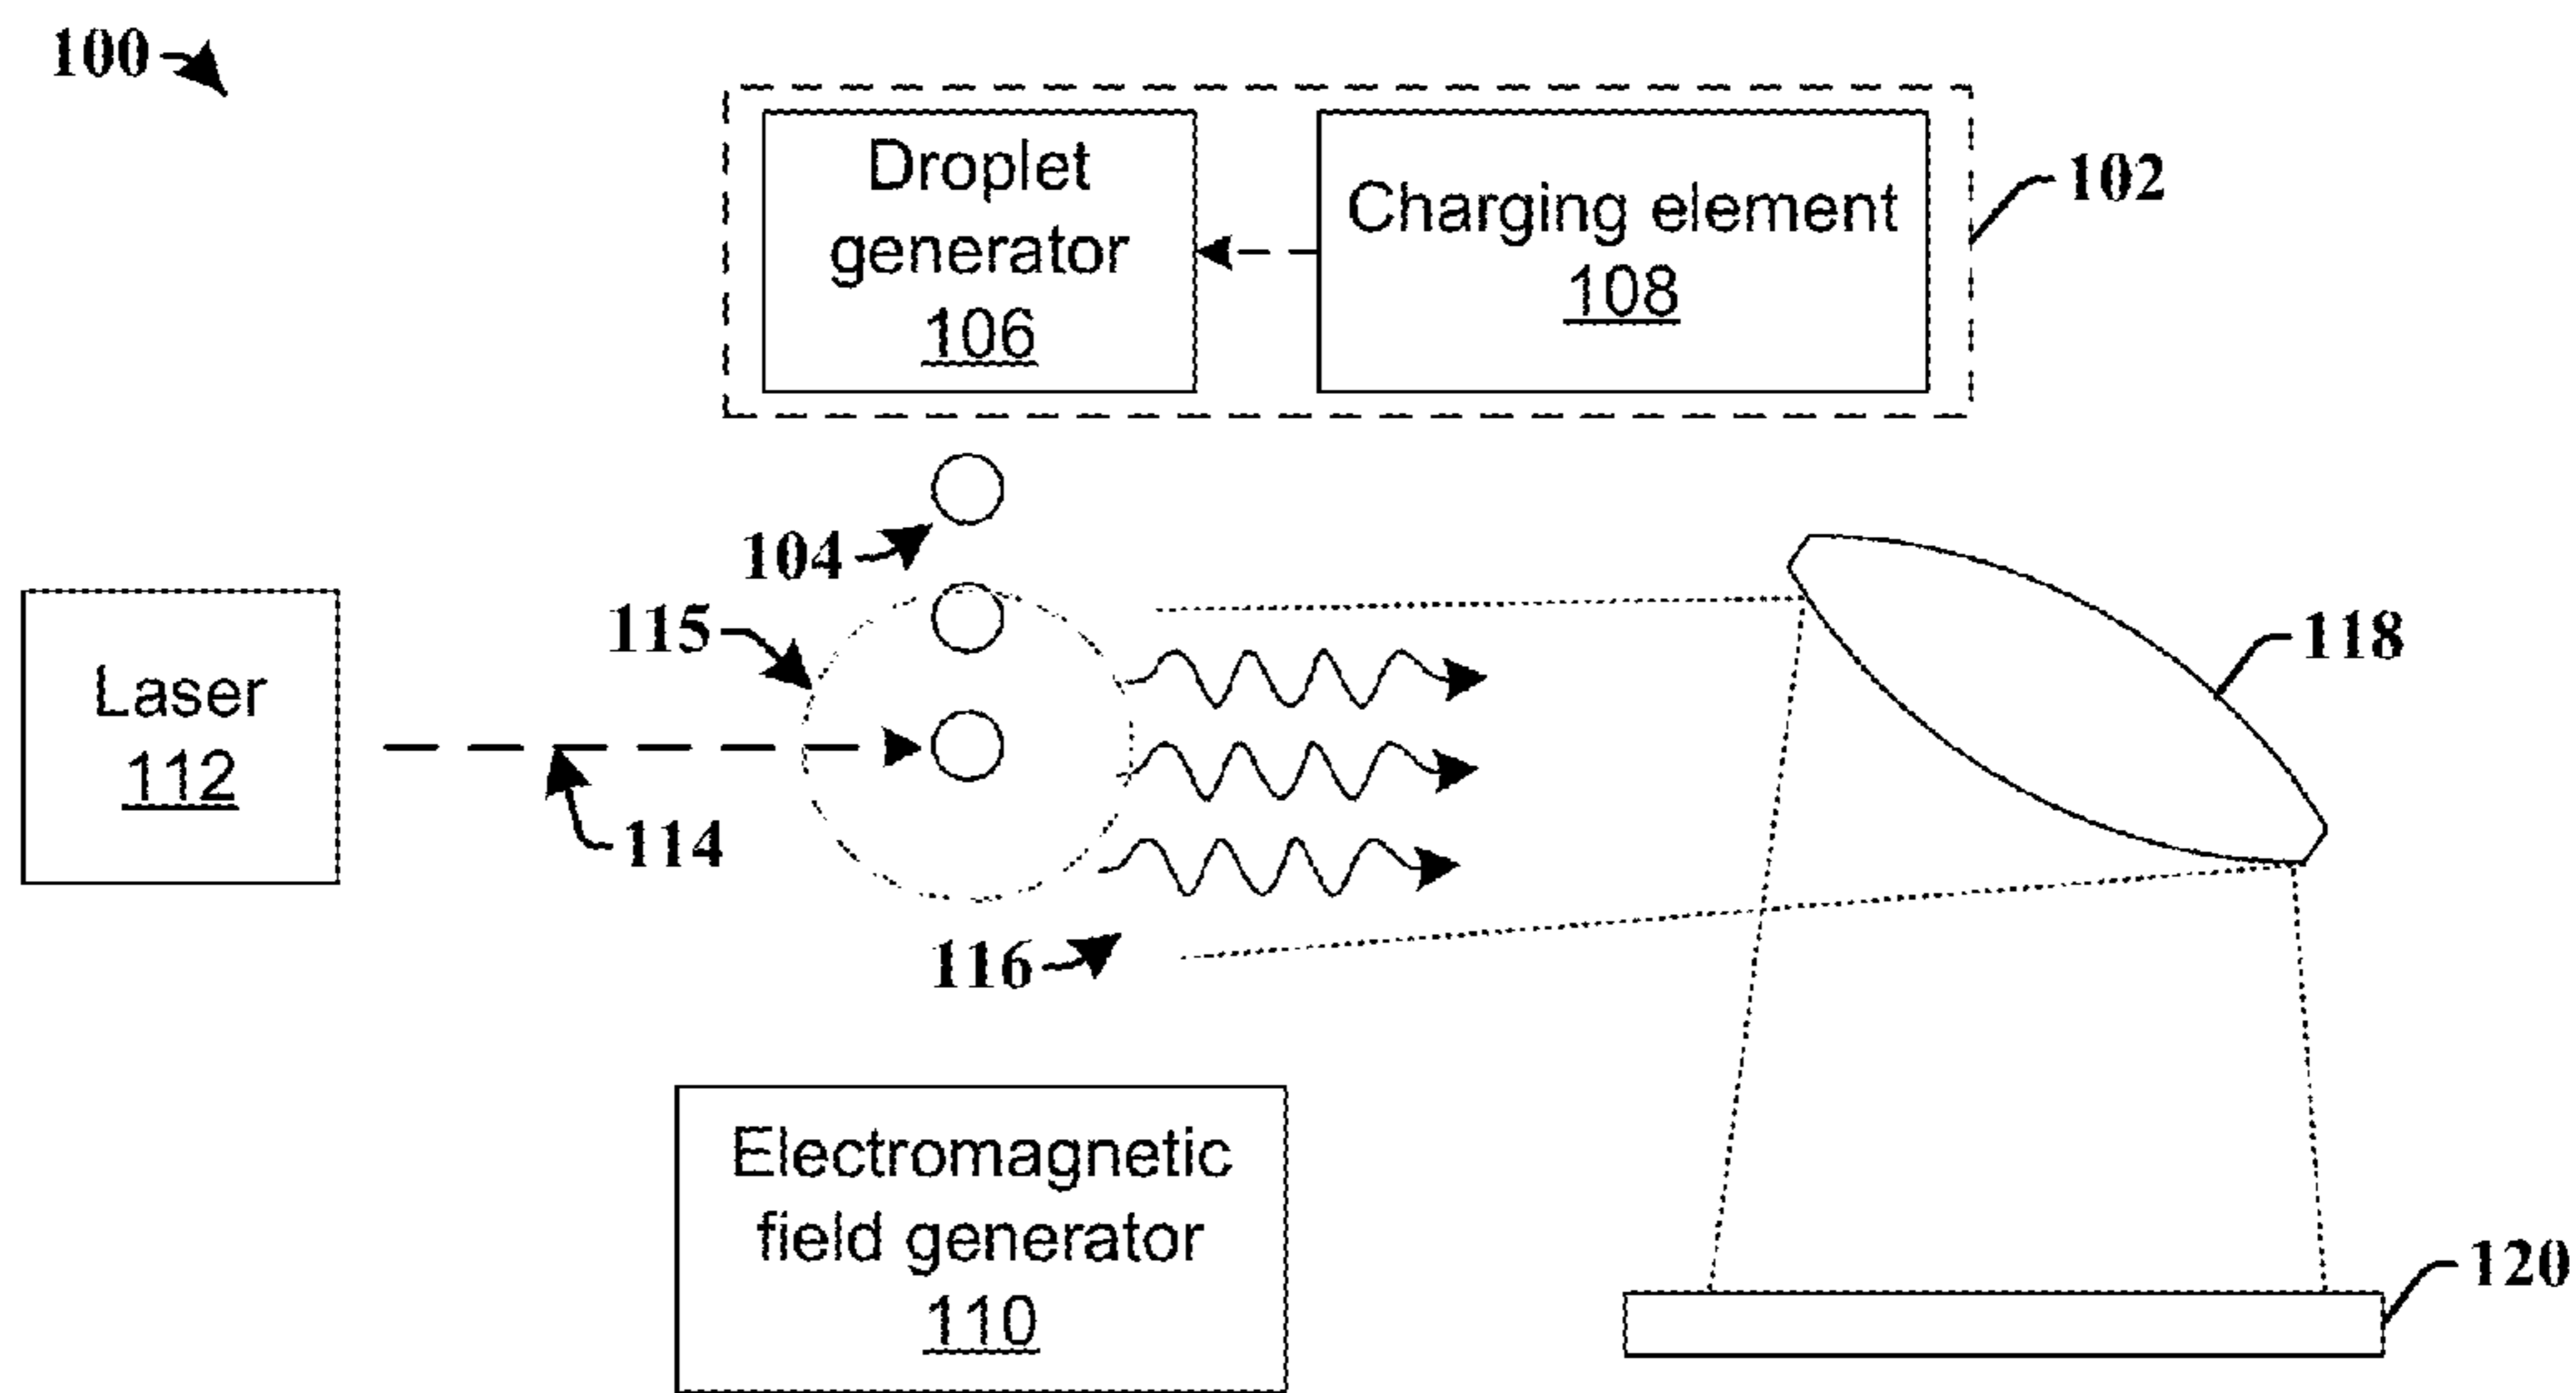 100
Droplet
generator
106
Charging element
108
102
104
115
118
Laser
112
114
116
Electromagnetic
field generator
110
120